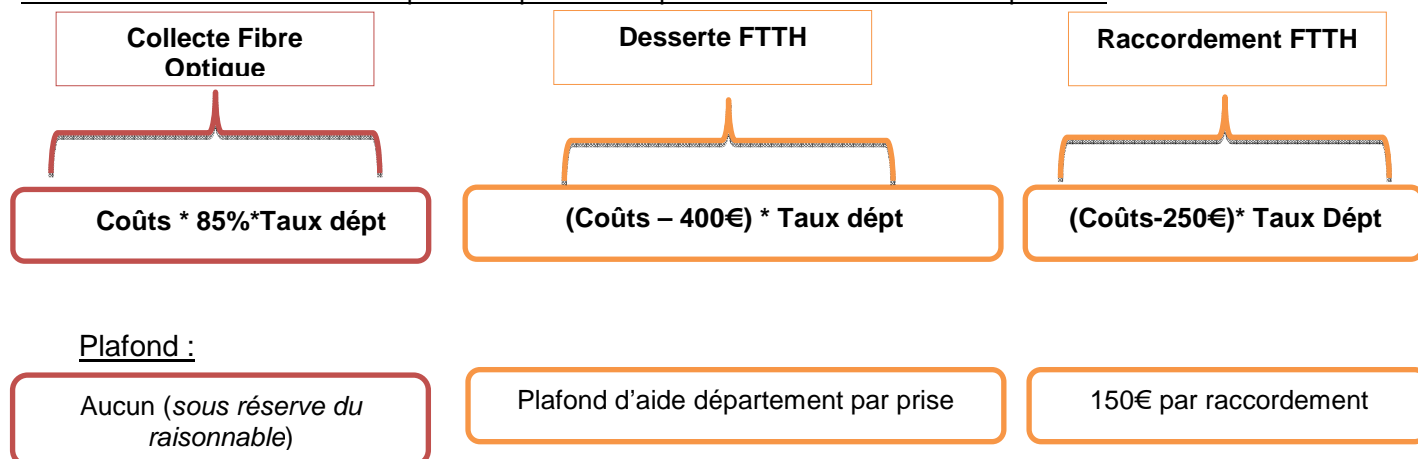 Collecte Fibre
Optique
Desserte FTTH
Raccordement FTTH
Coûts * 85%*Taux dépt
(Coûts – 400€) * Taux dépt
(Coûts-250€)* Taux Dépt
Plafond :
Aucun (sous réserve du
raisonnable)
Plafond d’aide département par prise
150€ par raccordement